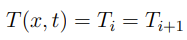 T(x, t) = T_i = T_{i+1}